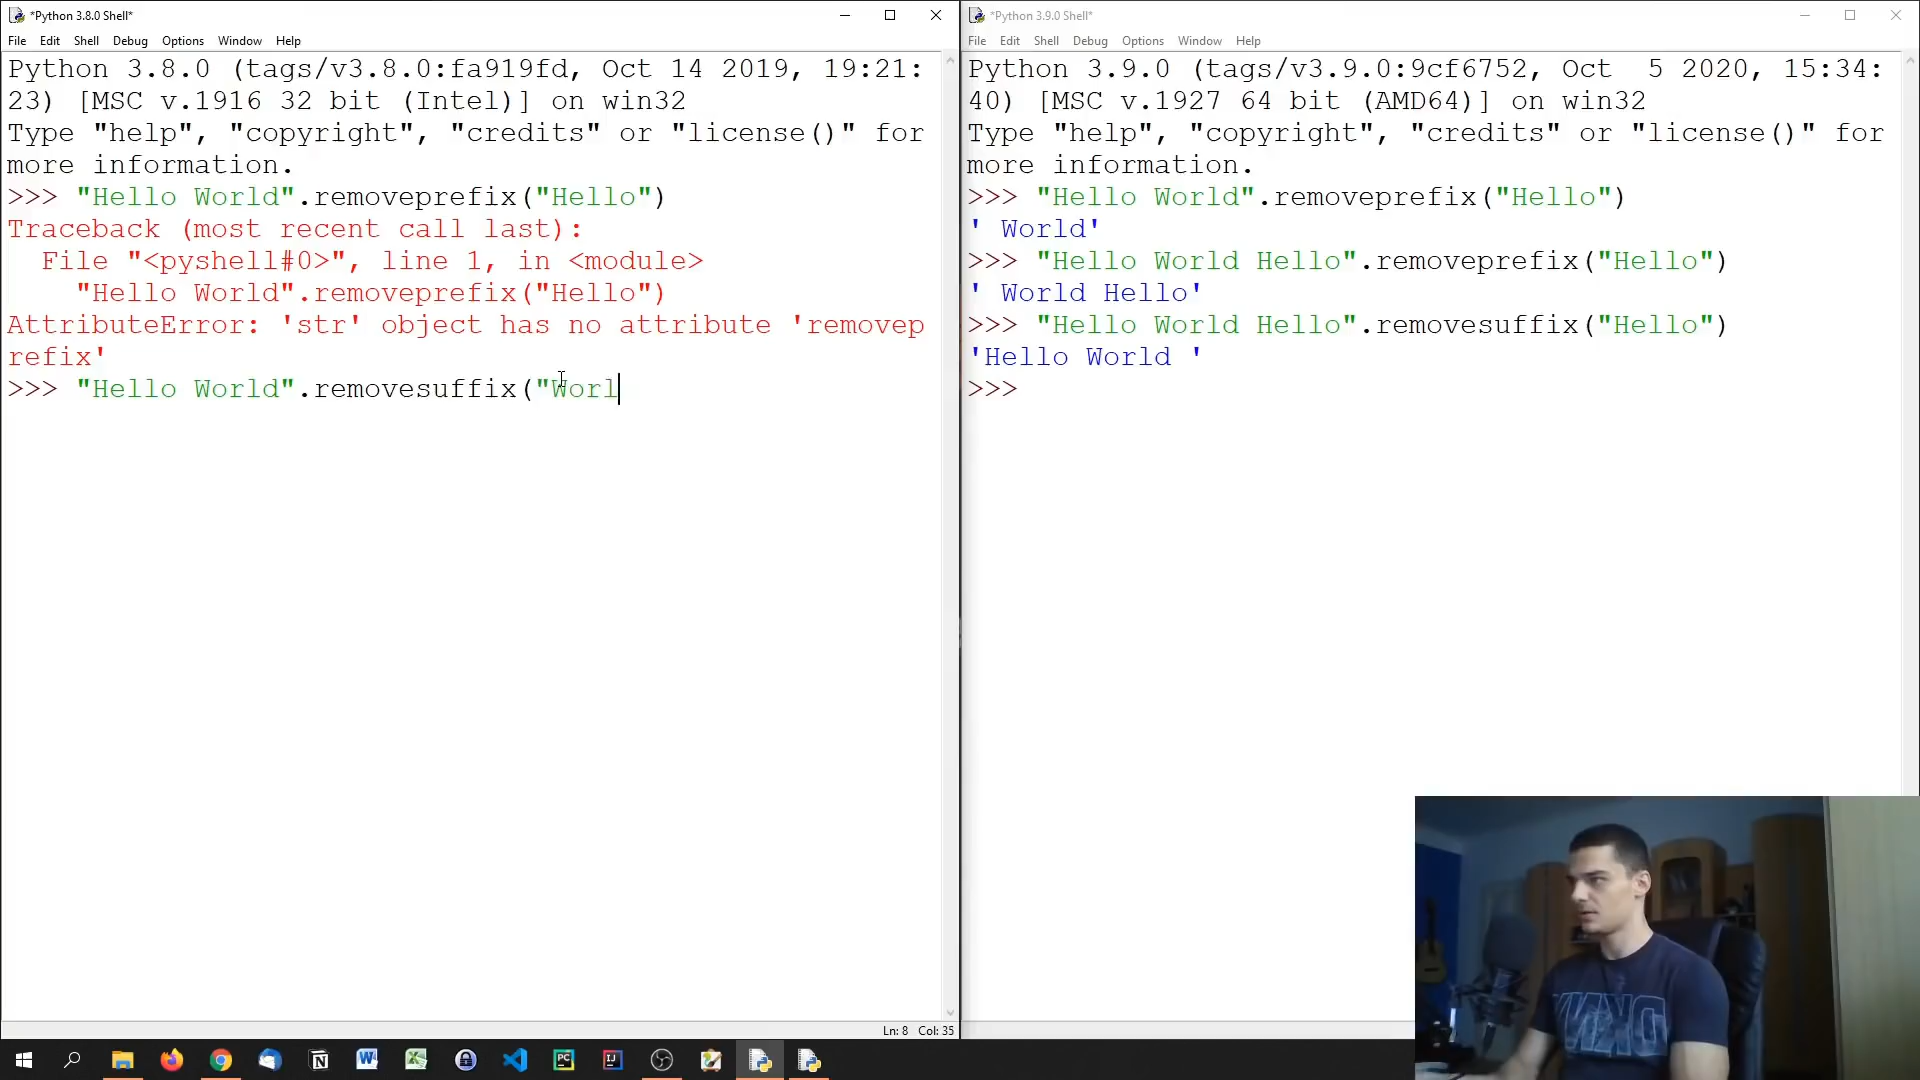 *Python 3.8.0 Shell*
File Edit Shell Debug Options Window Help
Python 3.8.0 (tags/v3.8.0:fa919fd, Oct 14 2019, 19:21:
23) [MSC v.1916 32 bit (Intel)] on win32
Type "help", "copyright", "credits" or "license()" for
more information.
>>> "Hello World".removeprefix("Hello")
Traceback (most recent call last):
  File "<pyshell#0>", line 1, in <module>
    "Hello World".removeprefix("Hello")
AttributeError: 'str' object has no attribute 'removep
refix'
>>> "Hello World".removesuffix("Worl
Ln: 8 Col: 35
*Python 3.9.0 Shell*
File Edit Shell Debug Options Window Help
Python 3.9.0 (tags/v3.9.0:9cf6752, Oct  5 2020, 15:34:
40) [MSC v.1927 64 bit (AMD64)] on win32
Type "help", "copyright", "credits" or "license()" for
more information.
>>> "Hello World".removeprefix("Hello")
' World'
>>> "Hello World Hello".removeprefix("Hello")
' World Hello'
>>> "Hello World Hello".removesuffix("Hello")
'Hello World '
>>>